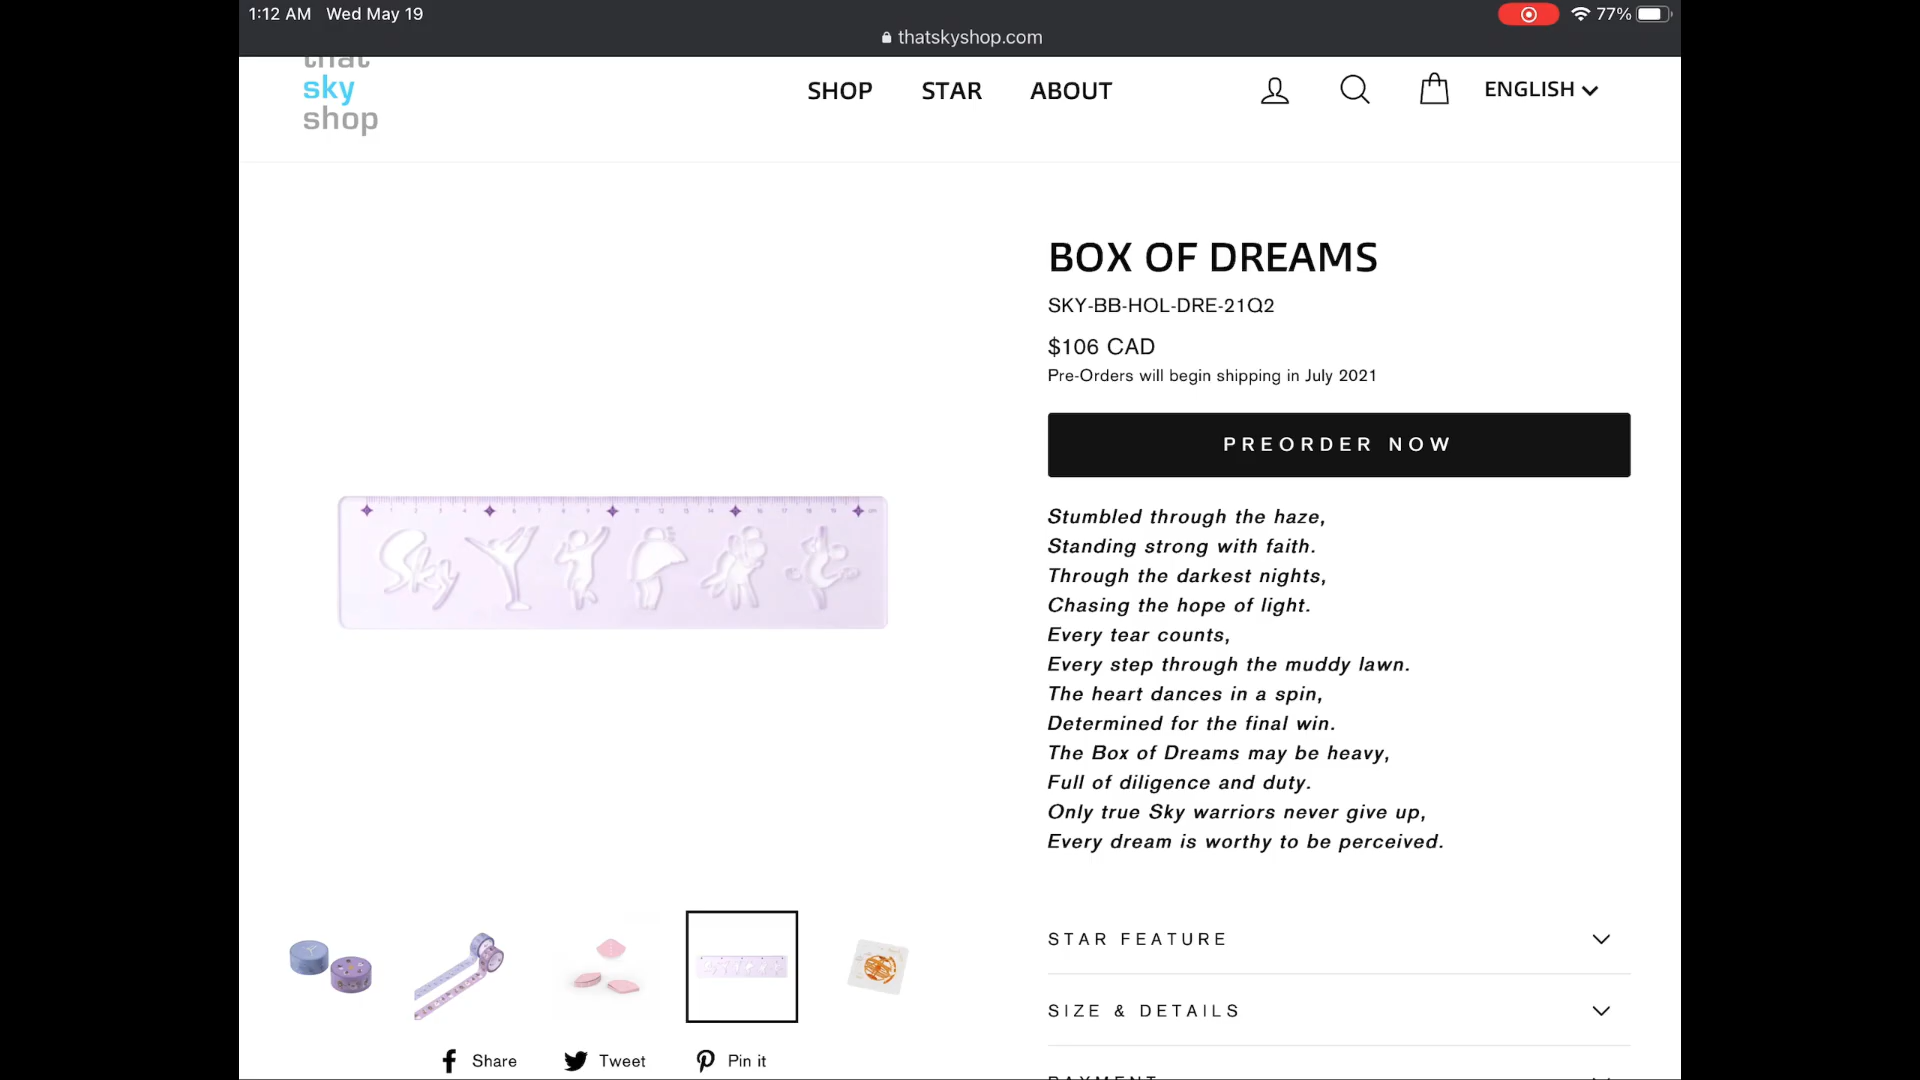 1:12 AM Wed May 19
77%
thatskyshop.com
that
sky
shop
SHOP STAR ABOUT
ENGLISH
BOX OF DREAMS
SKY-BB-HOL-DRE-21Q2
$106 CAD
Pre-Orders will begin shipping in July 2021
PREORDER NOW
Sky
Stumbled through the haze,
Standing strong with faith.
Through the darkest nights,
Chasing the hope of light.
Every tear counts,
Every step through the muddy lawn.
The heart dances in a spin,
Determined for the final win.
The Box of Dreams may be heavy,
Full of diligence and duty.
Only true Sky warriors never give up,
Every dream is worthy to be perceived.
STAR FEATURE
SIZE & DETAILS
PAYMENT
Share Tweet Pin it